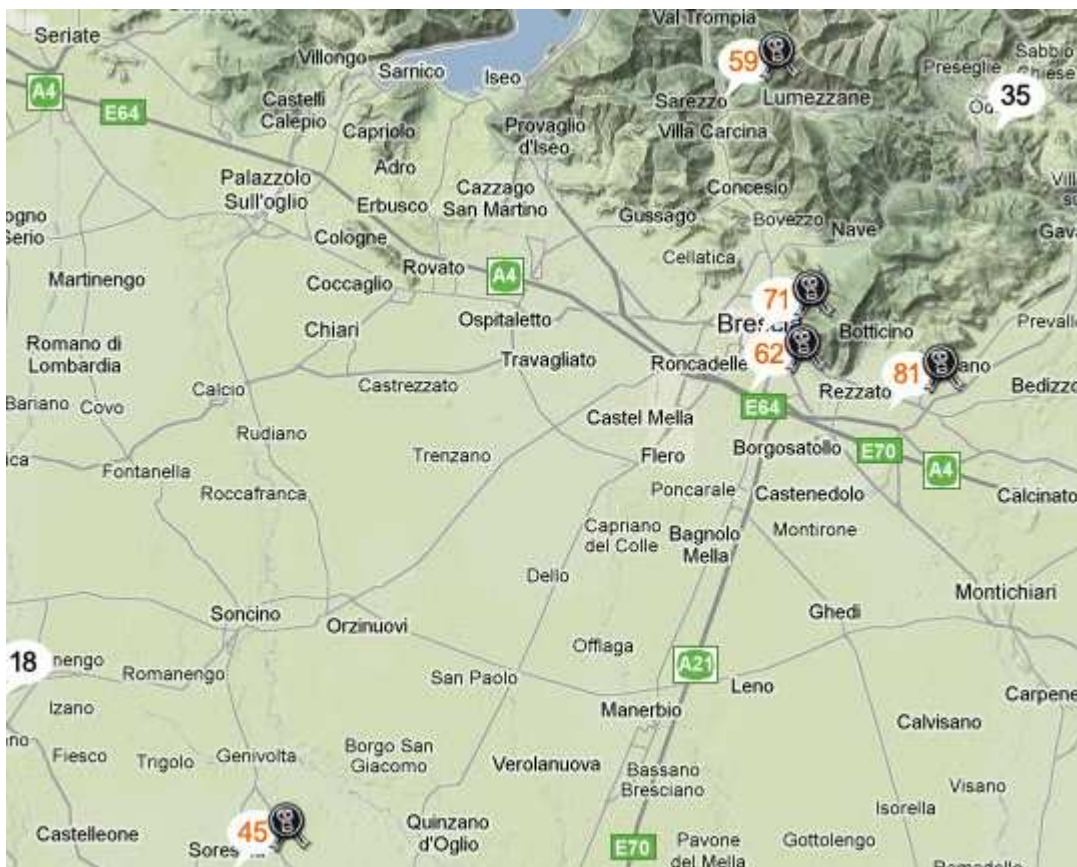 Seriate
Val Trompia
Villongo
Sarnico
Iseo
59
Preseglie
Sabbio
Chiese
A4
E64
Castelli
Calepio
Capriolo
Provaglio
d'Iseo
Sarezzo
Lumezzane
35
Villa Carcina
Adro
Palazzolo
Sull'oglio
Erbusco
Cazzago
San Martino
Concesio
Gussago
Bovezzo
Nave
Cologne
Cellatica
Martinengo
Coccaglio
Rovato
A4
71
Chiari
Ospitaletto
Brescia
Botticino
Romano di
Lombardia
Travagliato
Roncadelle
62
81
Bariano
Covo
Calcio
Castrezzato
Rezzato
Castel Mella
E64
Rudiano
Trenzano
Flero
Borgosatollo
E70
A4
Fontanella
Roccafranca
Poncarale
Castenedolo
Calcinato
Capriano
del Colle
Bagnolo
Mella
Montirone
Dello
Montichiari
Soncino
Orzinuovi
Ghedi
Offlaga
18
nengo
Romanengo
San Paolo
A21
Leno
Carpene
Izano
Manerbio
Calvisano
Fiesco
Trigolo
Genivolta
Borgo San
Giacomo
Verolanuova
Bassano
Bresciano
Visano
Isorella
Castelleone
45
Quinzano
d'Oglio
E70
Pavone
del Mella
Gottolengo